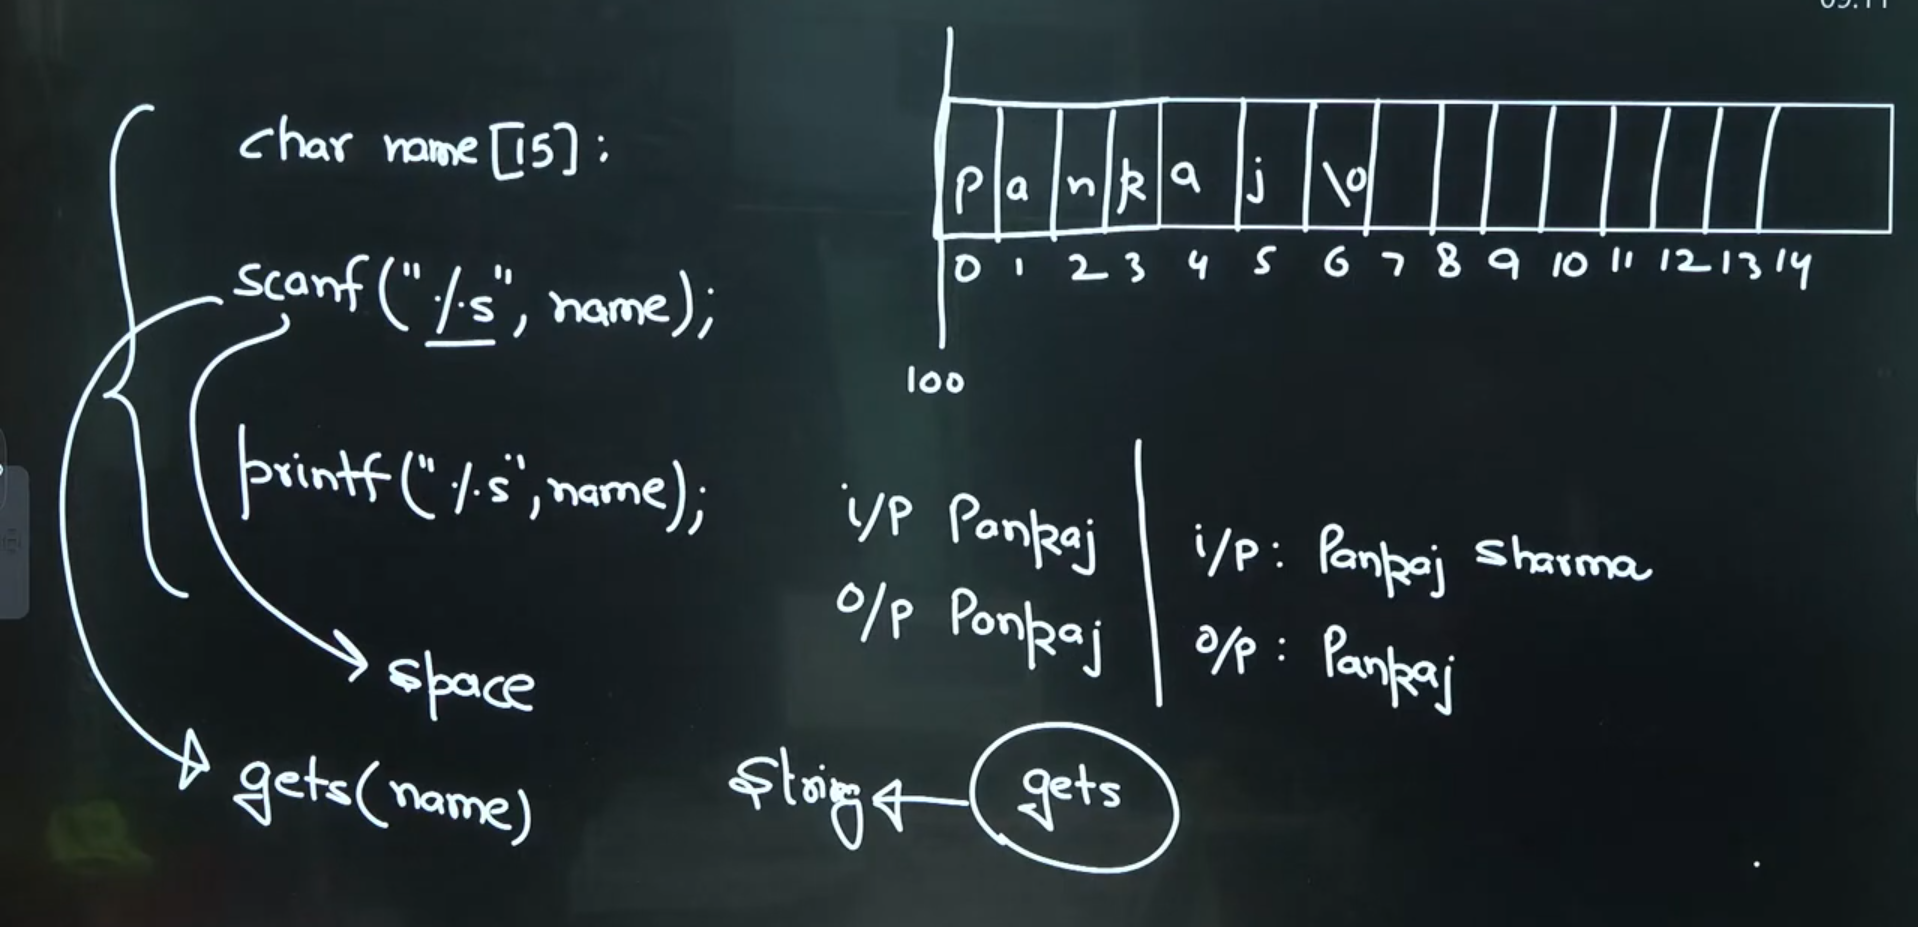 char name[15];
scanf("%s", name);
printf("%s", name);
space
gets(name)
p a n k a j \0
0 1 2 3 4 5 6 7 8 9 10 11 12 13 14
100
i/p Pankaj
o/p Ponkaj
i/p: Pankaj Sharma
o/p: Pankaj
String
gets